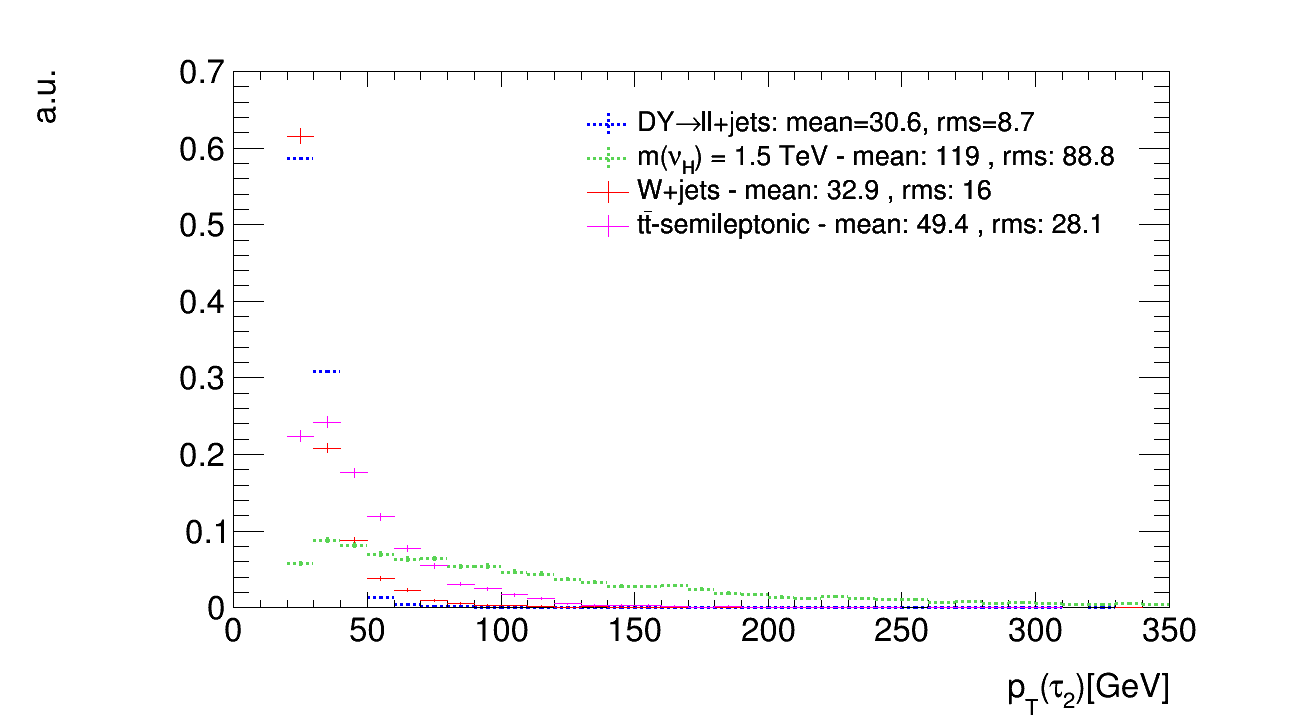 a.u.
0.7
0.6
0.5
0.4
0.3
0.2
0.1
0
DY→ll+jets: mean=30.6, rms=8.7
m(ν_H) = 1.5 TeV - mean: 119 , rms: 88.8
W+jets - mean: 32.9 , rms: 16
tt̄-semileptonic - mean: 49.4 , rms: 28.1
0 50 100 150 200 250 300 350
p_T(τ_2)[GeV]